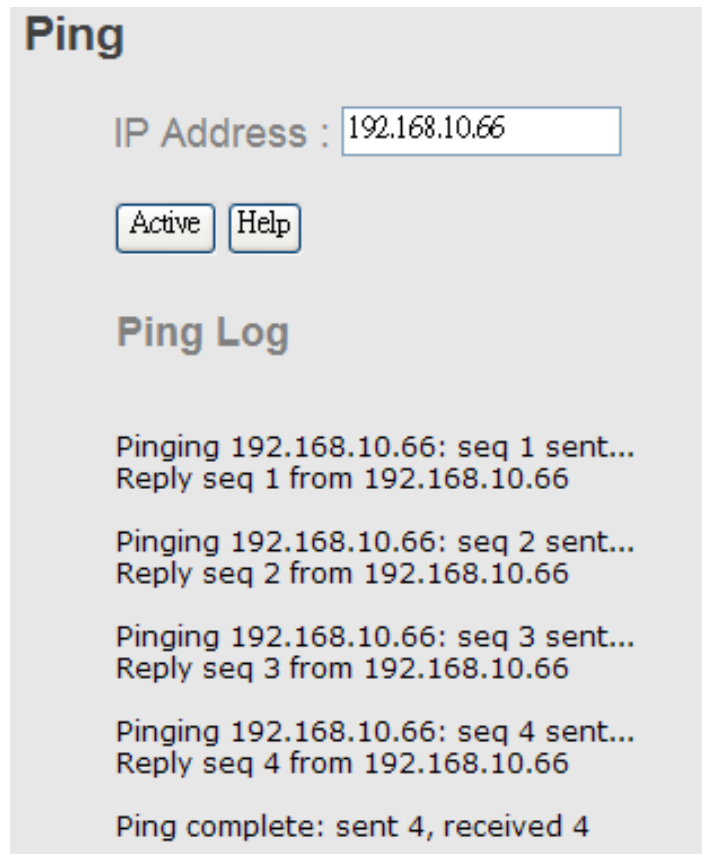 Ping
IP Address : 192.168.10.66
Active Help
Ping Log
Pinging 192.168.10.66: seq 1 sent...
Reply seq 1 from 192.168.10.66
Pinging 192.168.10.66: seq 2 sent...
Reply seq 2 from 192.168.10.66
Pinging 192.168.10.66: seq 3 sent...
Reply seq 3 from 192.168.10.66
Pinging 192.168.10.66: seq 4 sent...
Reply seq 4 from 192.168.10.66
Ping complete: sent 4, received 4